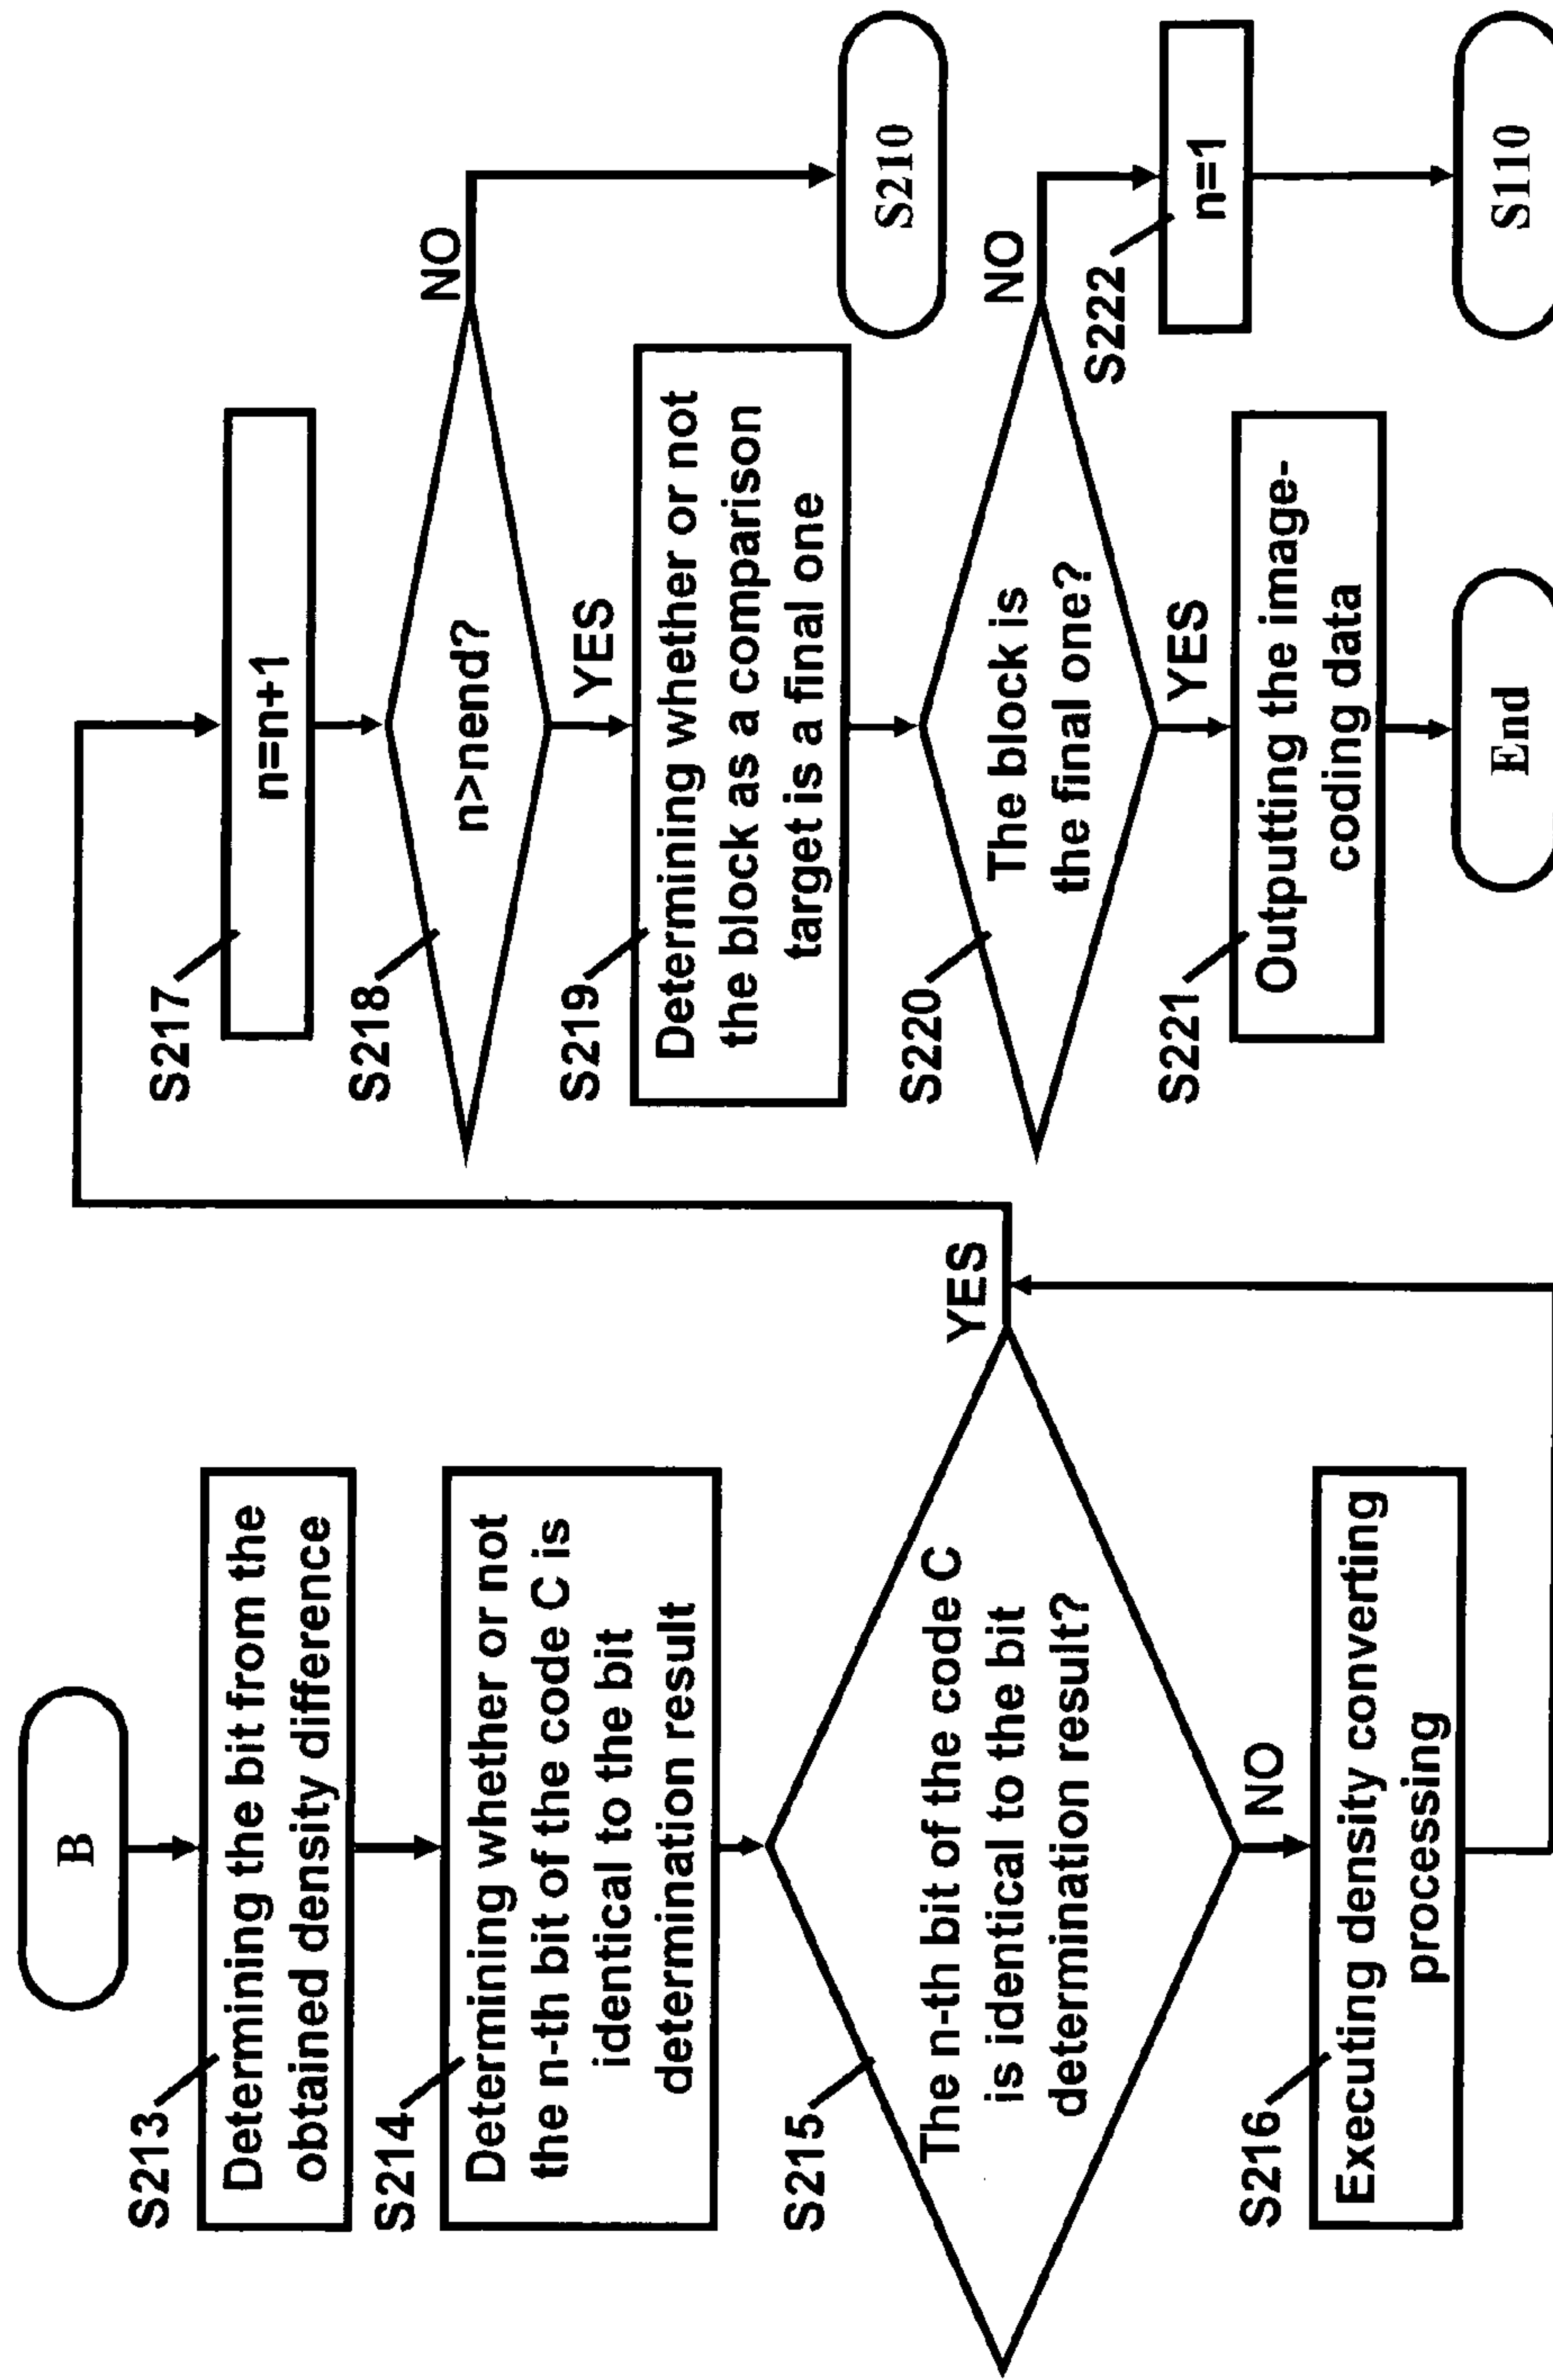 B
S213
Determining the bit from the
obtained density difference
S214
Determining whether or not
the n-th bit of the code C is
identical to the bit
determination result
S215
The n-th bit of the code C
is identical to the bit
determination result?
YES
NO
S216
Executing density converting
processing
S217
n=n+1
S218
n>nend?
NO
YES
S210
S219
Determining whether or not
the block as a comparison
target is a final one
S220
The block is
the final one?
NO
YES
S222
n=1
S221
Outputting the image-
coding data
S110
End